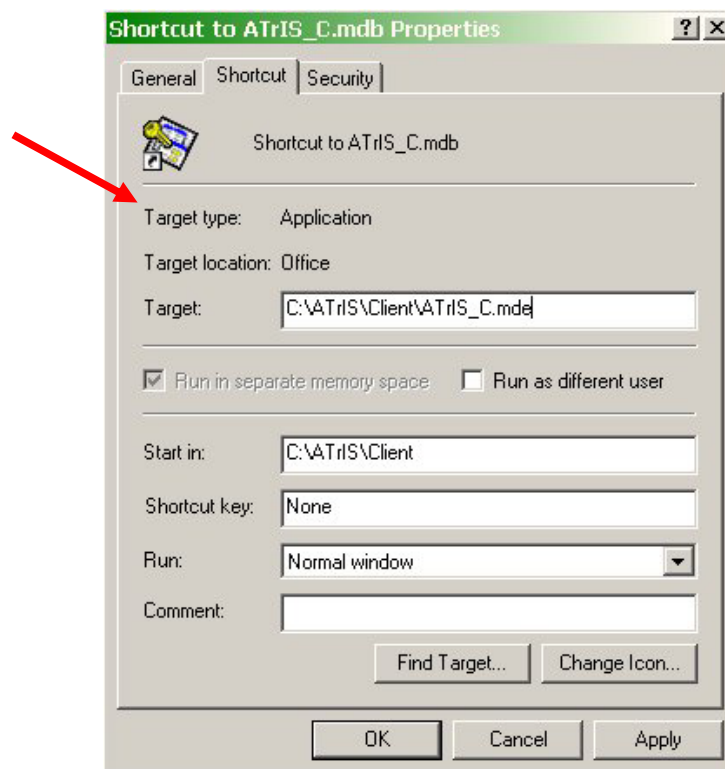 Shortcut to ATrIS_C.mdb Properties ? X
General Shortcut Security
Shortcut to ATrIS_C.mdb
Target type: Application
Target location: Office
Target: C:\ATrIS\Client\ATrIS_C.mde
Run in separate memory space Run as different user
Start in: C:\ATrIS\Client
Shortcut key: None
Run: Normal window
Comment:
Find Target... Change Icon...
OK Cancel Apply